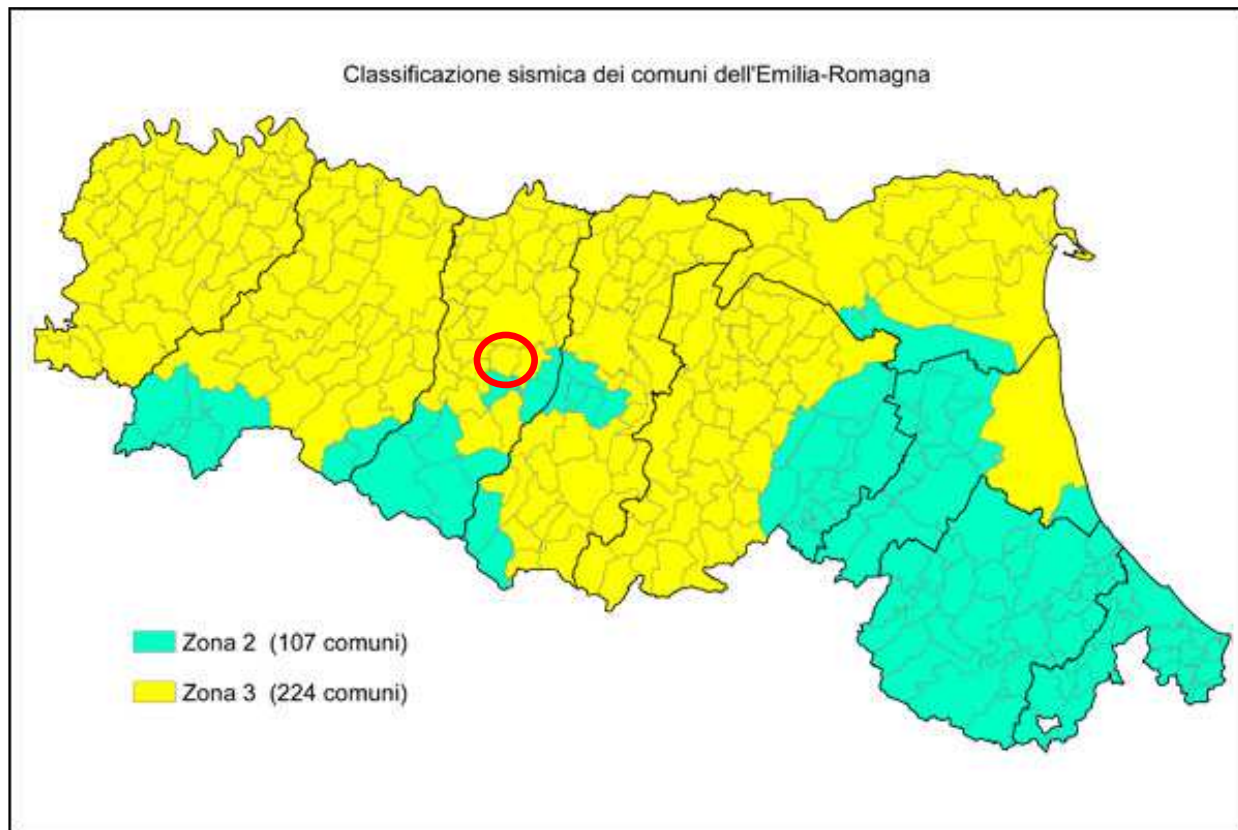 Classificazione sismica dei comuni dell'Emilia-Romagna
Zona 2 (107 comuni)
Zona 3 (224 comuni)